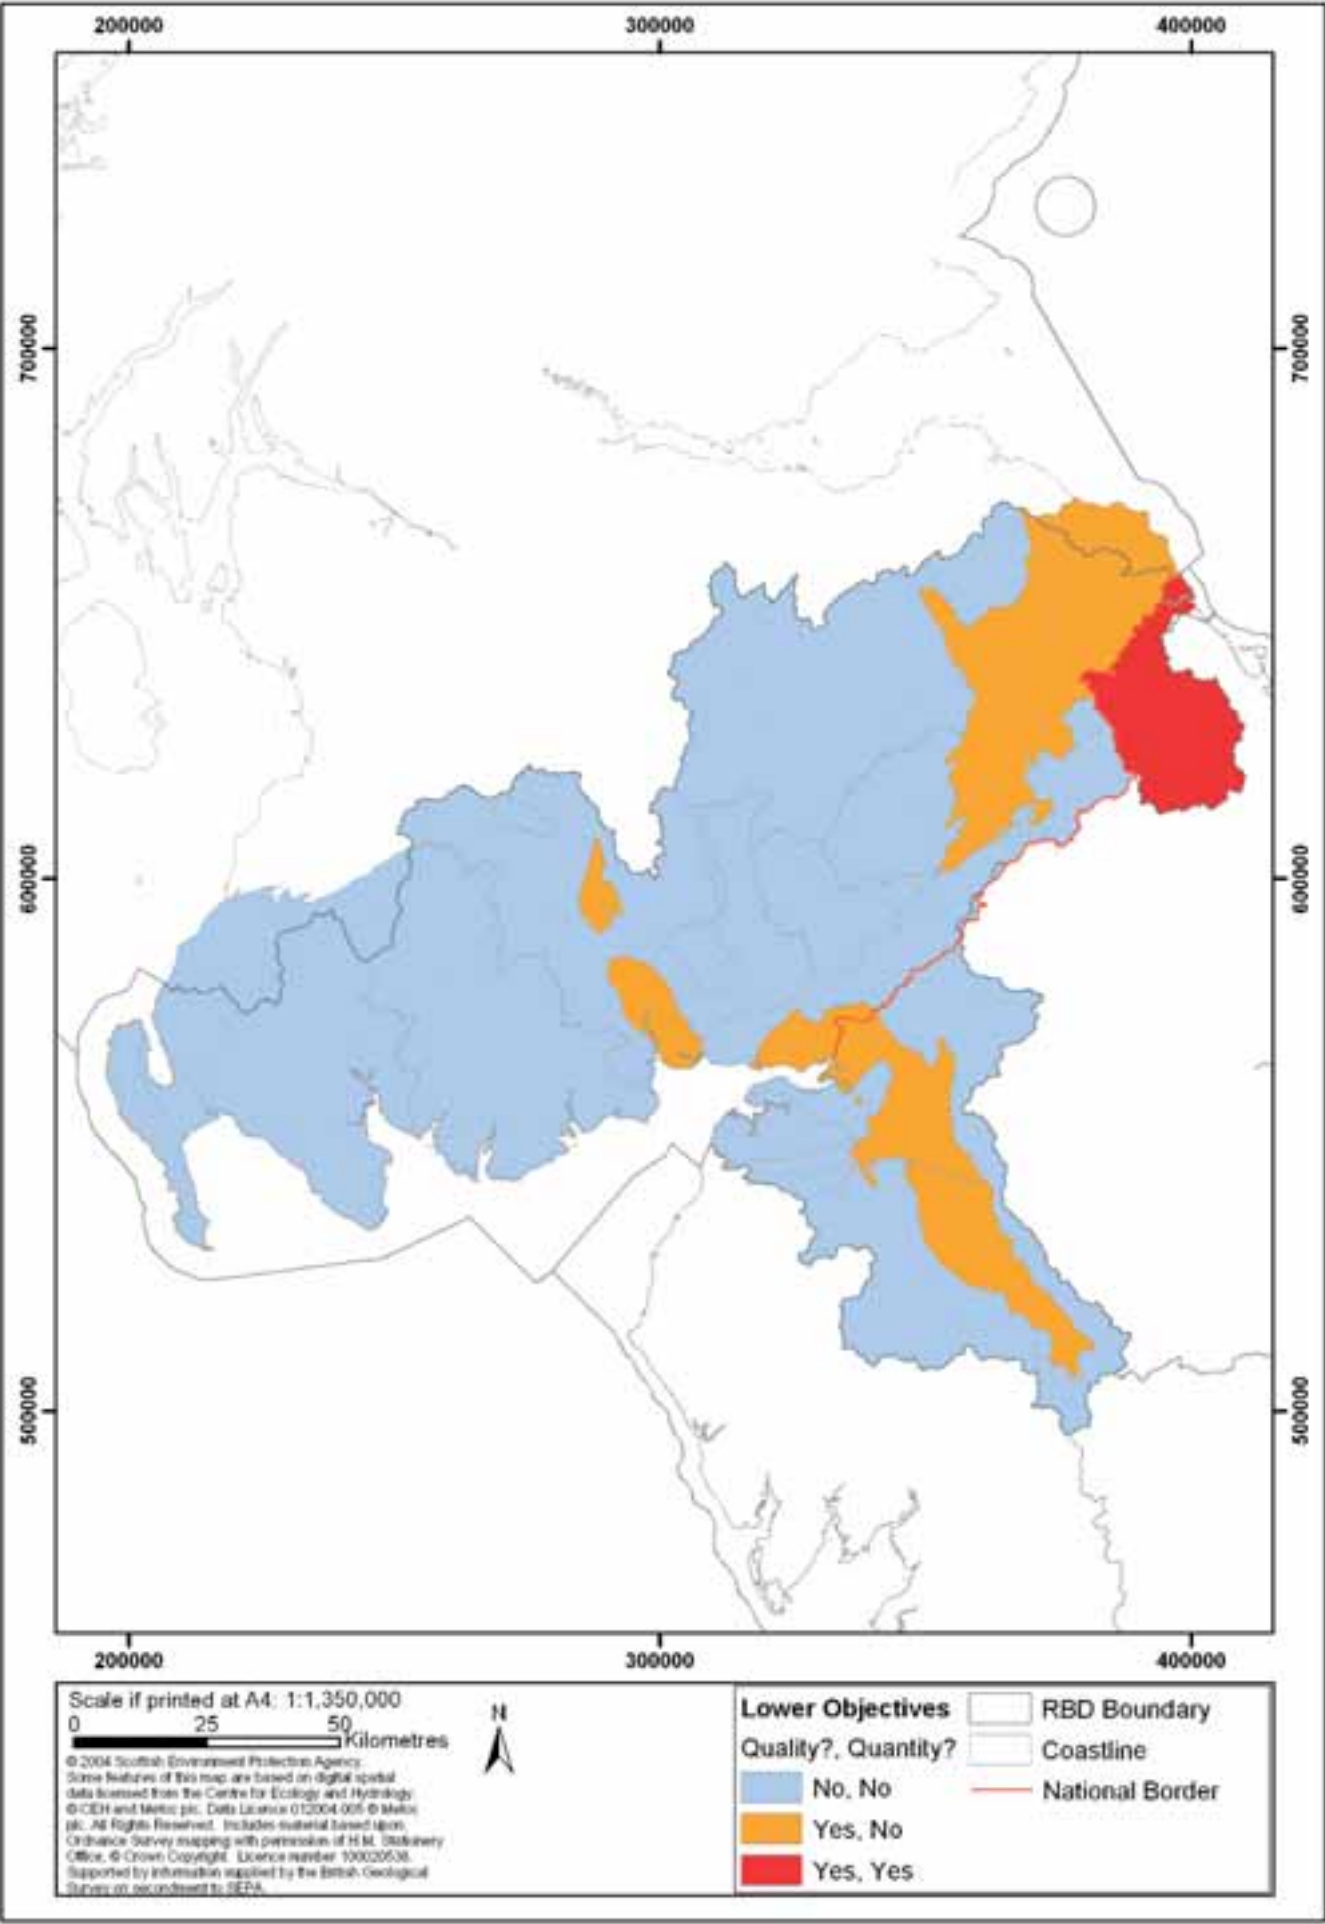 200000 300000 400000
700000 700000
600000 600000
500000 500000
200000 300000 400000
Scale if printed at A4: 1:1,350,000
0 25 50 Kilometres
N
© 2004 Scottish Environment Protection Agency.
Some features of this map are based on digital spatial
data licensed from the Centre for Ecology and Hydrology.
© CEH and Metoc plc. Data Licence 012004.005 © Metoc
plc. All Rights Reserved. Includes material based upon
Ordnance Survey mapping with permission of H.M. Stationery
Office, © Crown Copyright. Licence number 100020538.
Supported by information supplied by the British Geological
Survey on secondment to SEPA.
Lower Objectives
Quality?, Quantity?
No, No
Yes, No
Yes, Yes
RBD Boundary
Coastline
National Border